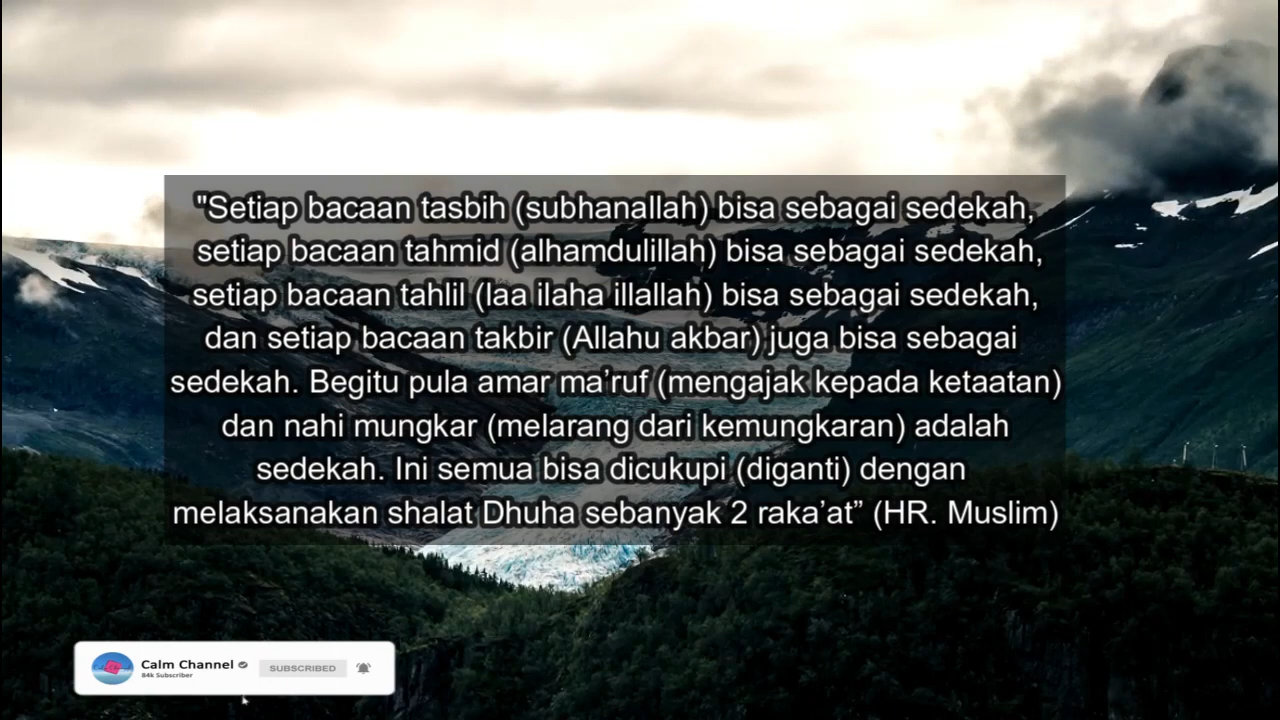 "Setiap bacaan tasbih (subhanallah) bisa sebagai sedekah,
setiap bacaan tahmid (alhamdulillah) bisa sebagai sedekah,
setiap bacaan tahlil (laa ilaha illallah) bisa sebagai sedekah,
dan setiap bacaan takbir (Allahu akbar) juga bisa sebagai
sedekah. Begitu pula amar ma’ruf (mengajak kepada ketaatan)
dan nahi mungkar (melarang dari kemungkaran) adalah
sedekah. Ini semua bisa dicukupi (diganti) dengan
melaksanakan shalat Dhuha sebanyak 2 raka’at” (HR. Muslim)
Calm Channel
84k Subscriber
SUBSCRIBED